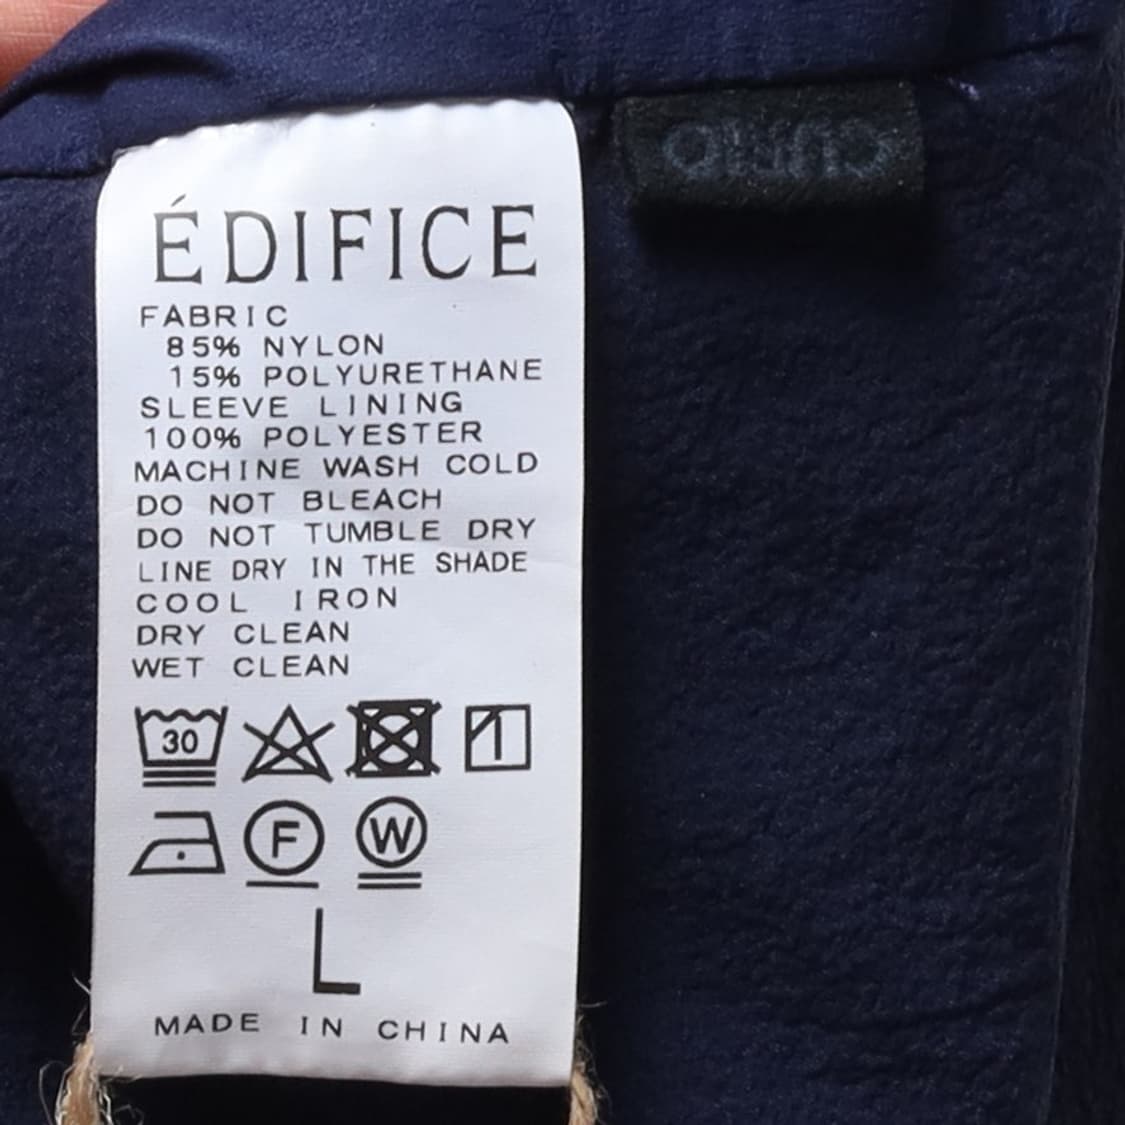 ÉDIFICE
FABRIC
85% NYLON
15% POLYURETHANE
SLEEVE LINING
100% POLYESTER
MACHINE WASH COLD
DO NOT BLEACH
DO NOT TUMBLE DRY
LINE DRY IN THE SHADE
COOL IRON
DRY CLEAN
WET CLEAN
30
F W
L
MADE IN CHINA